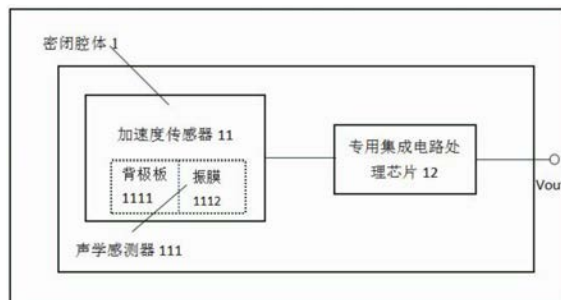 密闭腔体 1
加速度传感器 11
背极板
1111
振膜
1112
声学感测器 111
专用集成电路处
理芯片 12
Vout